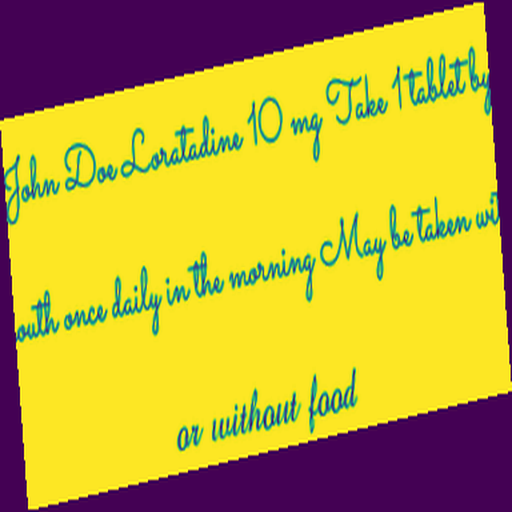 John Doe Loratadine 10 mg Take 1 tablet by
outh once daily in the morning May be taken wi
or without food